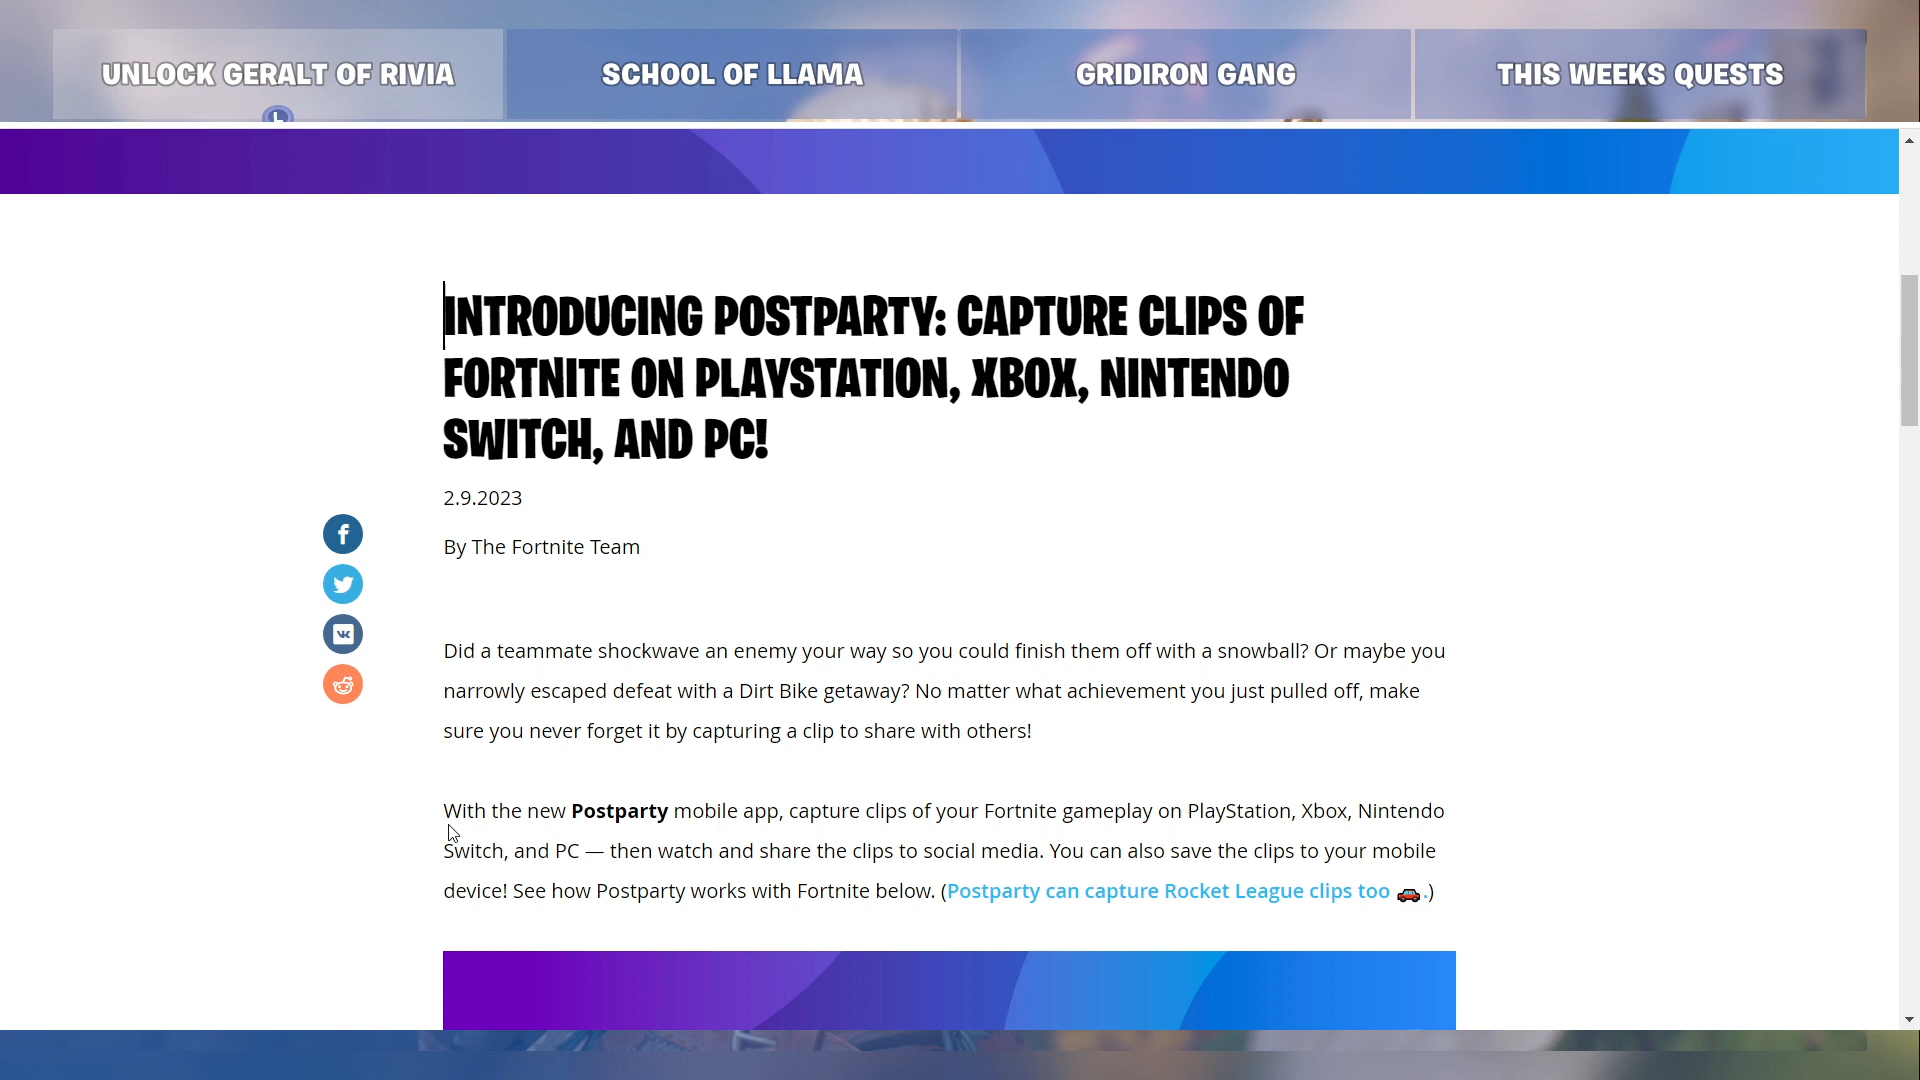 UNLOCK GERALT OF RIVIA
SCHOOL OF LLAMA
GRIDIRON GANG
THIS WEEKS QUESTS
L
INTRODUCING POSTPARTY: CAPTURE CLIPS OF
FORTNITE ON PLAYSTATION, XBOX, NINTENDO
SWITCH, AND PC!
2.9.2023
By The Fortnite Team
Did a teammate shockwave an enemy your way so you could finish them off with a snowball? Or maybe you
narrowly escaped defeat with a Dirt Bike getaway? No matter what achievement you just pulled off, make
sure you never forget it by capturing a clip to share with others!
With the new Postparty mobile app, capture clips of your Fortnite gameplay on PlayStation, Xbox, Nintendo
Switch, and PC — then watch and share the clips to social media. You can also save the clips to your mobile
device! See how Postparty works with Fortnite below. (Postparty can capture Rocket League clips too 🚗.)